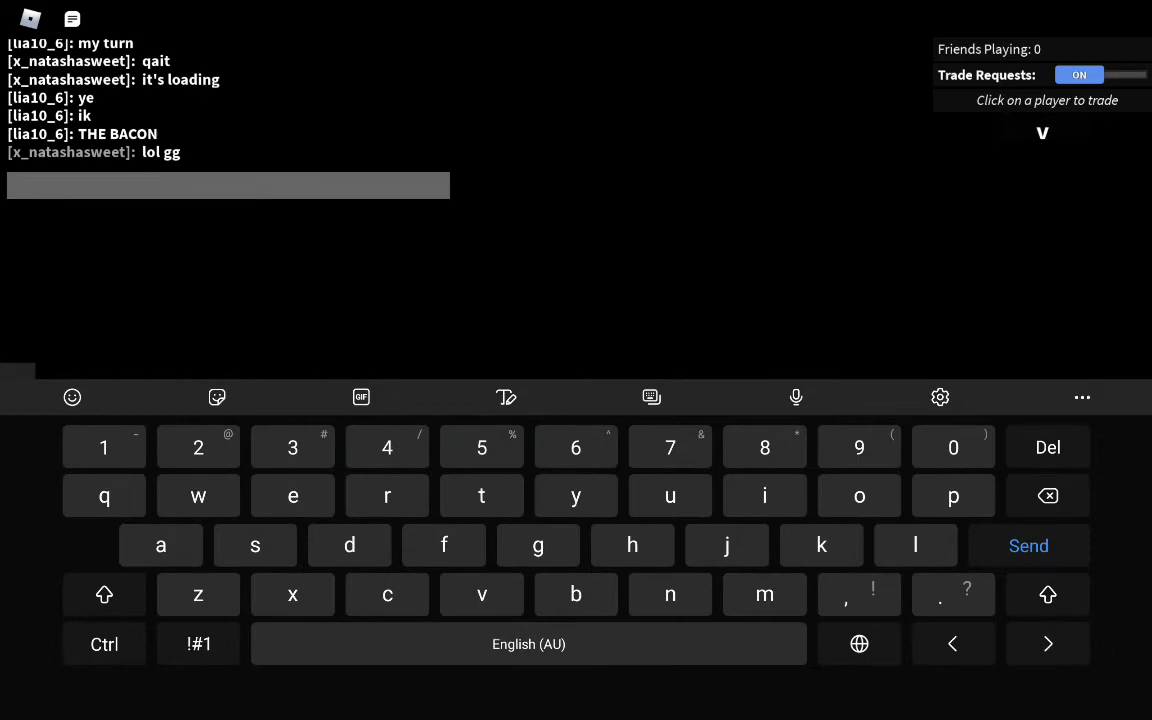 [lia10_6]: my turn
[x_natashasweet]: qait
[x_natashasweet]: it's loading
[lia10_6]: ye
[lia10_6]: ik
[lia10_6]: THE BACON
[x_natashasweet]: lol gg
Friends Playing: 0
Trade Requests: ON
Click on a player to trade
v
GIF
1 - 2 @ 3 # 4 / 5 % 6 ^ 7 & 8 * 9 ( 0 ) Del
q w e r t y u i o p
a s d f g h j k l Send
z x c v b n m , ! . ?
Ctrl !#1 English (AU) < >